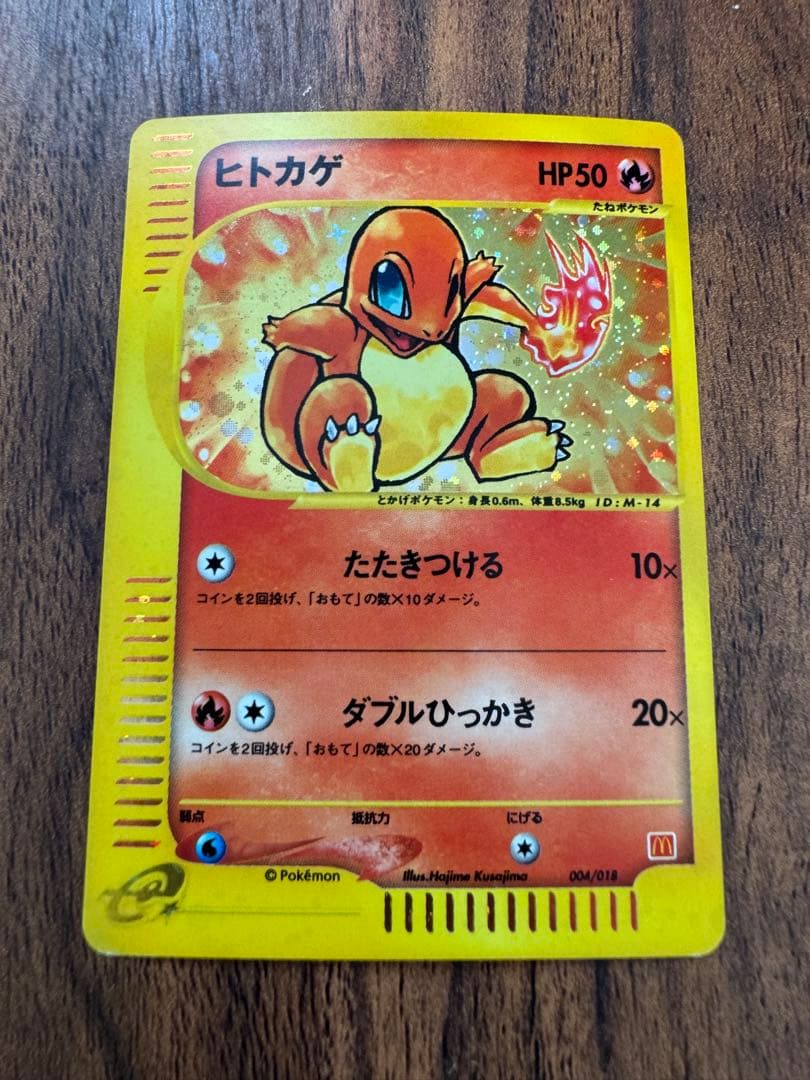 ヒトカゲ HP50
たねポケモン
とかげポケモン：身長0.6m、体重8.5kg ID:M-14
たたきつける 10×
コインを2回投げ、「おもて」の数×10ダメージ。
ダブルひっかき 20×
コインを2回投げ、「おもて」の数×20ダメージ。
弱点 抵抗力 にげる
© Pokémon Illus.Hajime Kusajima 004/018